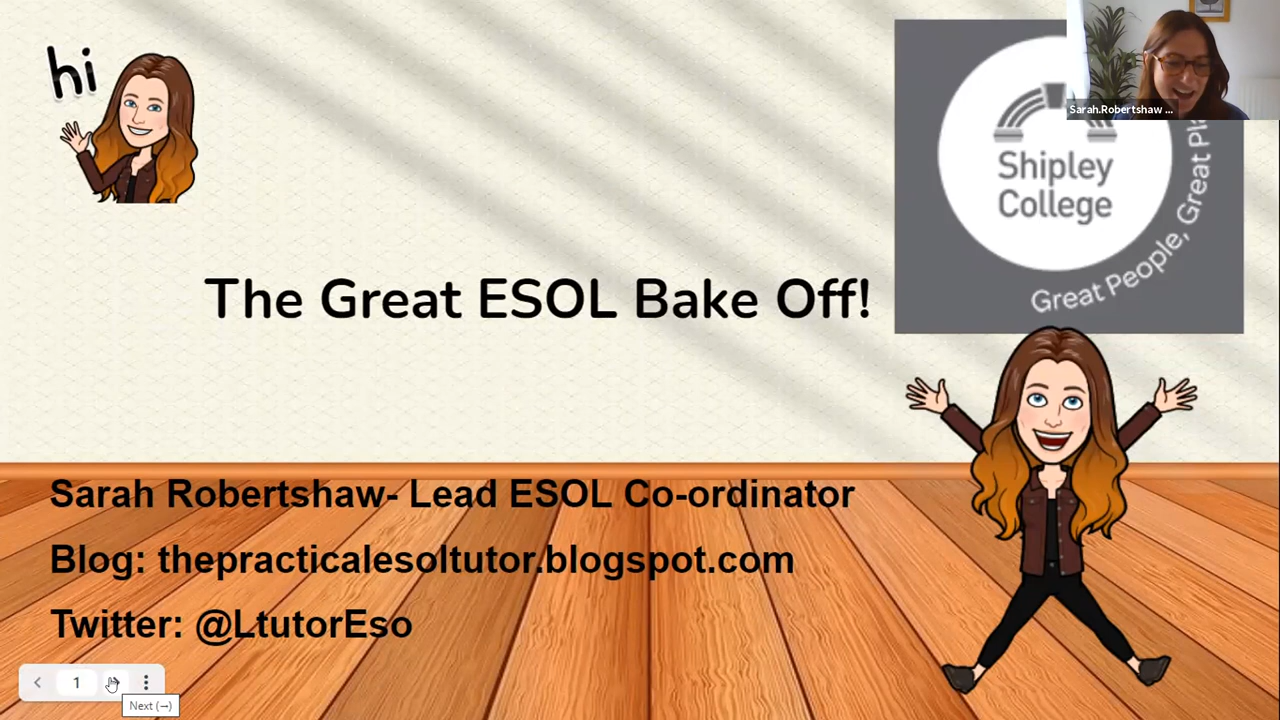 hi
Sarah.Robertshaw ...
Shipley
College
Great People, Great Pla
The Great ESOL Bake Off!
Sarah Robertshaw- Lead ESOL Co-ordinator
Blog: thepracticalesoltutor.blogspot.com
Twitter: @LtutorEso
1
Next (→)